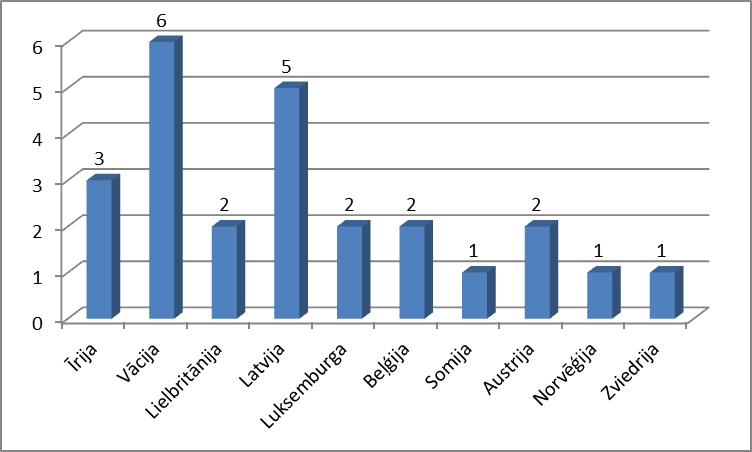 6
5
4
3
2
1
0
3
6
2
5
2
2
1
2
1
1
Īrija
Vācija
Lielbritānija
Latvija
Luksemburga
Beļģija
Somija
Austrija
Norvēģija
Zviedrija